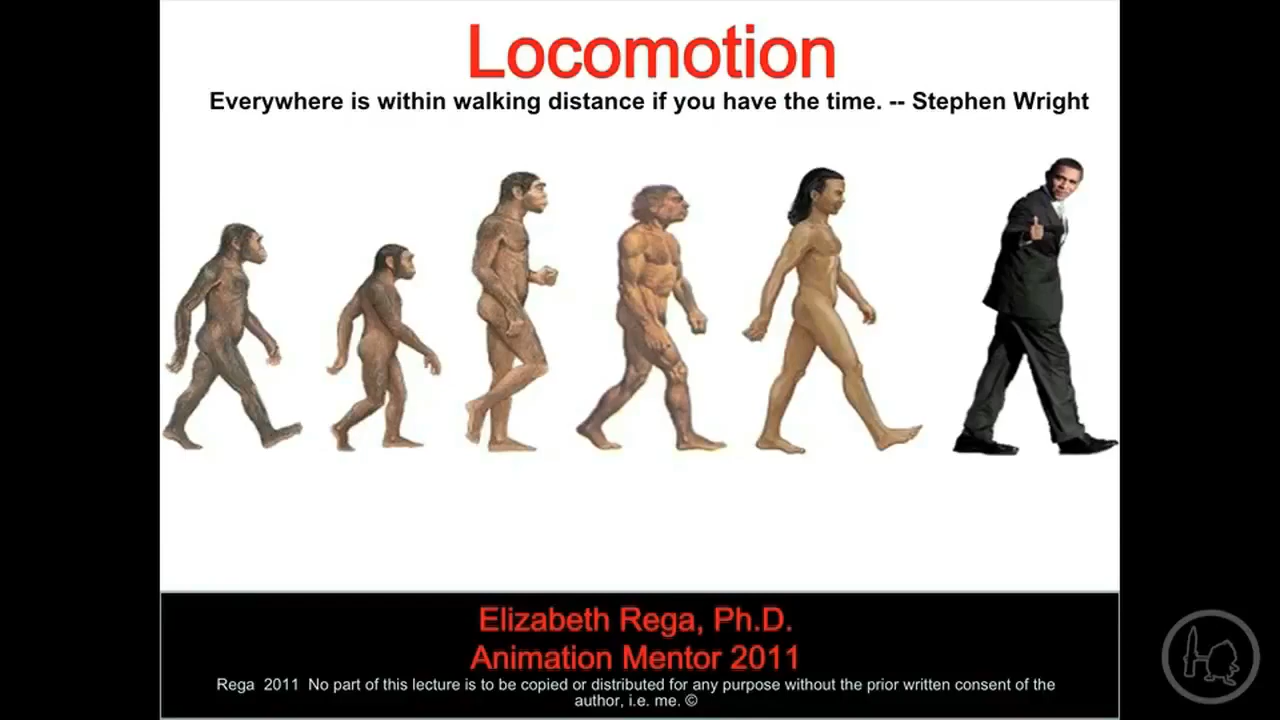 Locomotion
Everywhere is within walking distance if you have the time. -- Stephen Wright
Elizabeth Rega, Ph.D.
Animation Mentor 2011
Rega  2011  No part of this lecture is to be copied or distributed for any purpose without the prior written consent of the
author, i.e. me. ©